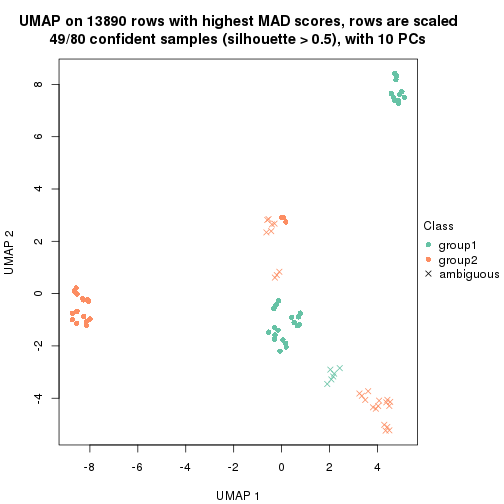 UMAP on 13890 rows with highest MAD scores, rows are scaled
49/80 confident samples (silhouette > 0.5), with 10 PCs
8
6
4
2
0
-2
-4
UMAP 2
-8
-6
-4
-2
0
2
4
UMAP 1
Class
group1
group2
ambiguous